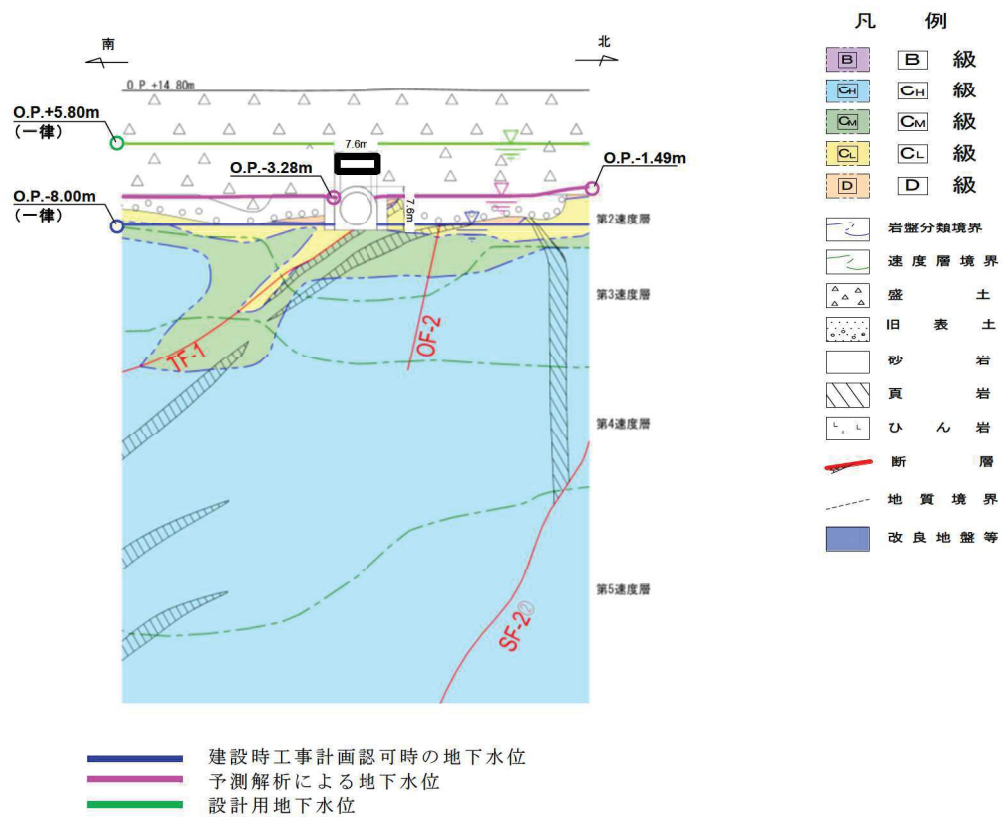 南
北
O.P.+14.80m
O.P.+5.80m
(一律)
7.6m
O.P.-3.28m
O.P.-1.49m
O.P.-8.00m
(一律)
7.6m
第2速度層
第3速度層
TF-1
OF-2
第4速度層
第5速度層
SF-2②
凡 例
B B 級
CH CH 級
CM CM 級
CL CL 級
D D 級
岩盤分類境界
速度層境界
盛 土
旧 表 土
砂 岩
頁 岩
ひ ん 岩
断 層
地 質 境 界
改 良 地 盤 等
建設時工事計画認可時の地下水位
予測解析による地下水位
設計用地下水位